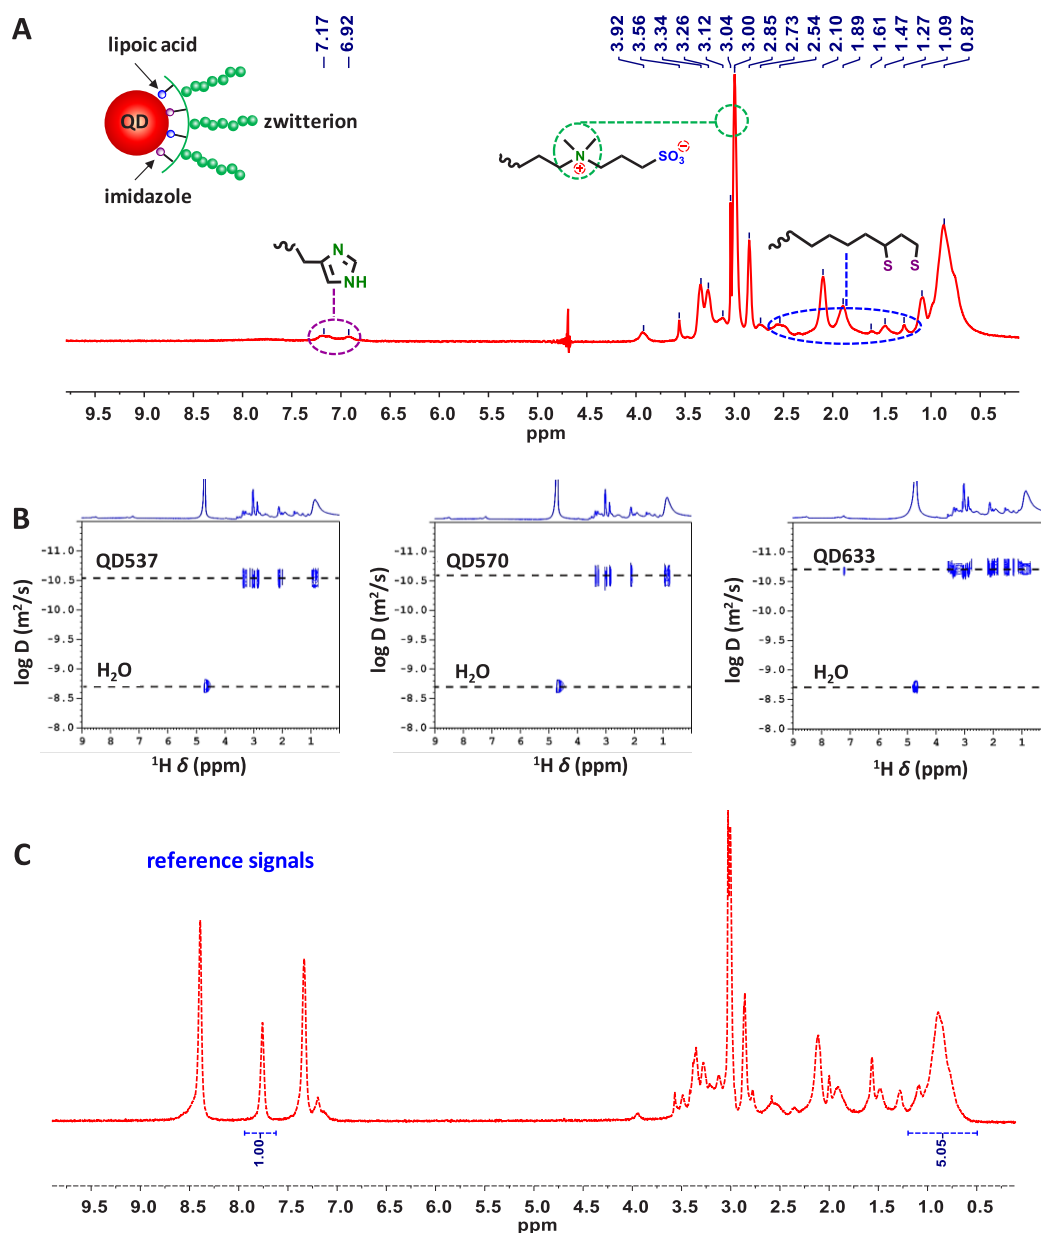 A
lipoic acid
QD
zwitterion
imidazole
7.17
6.92
3.92
3.56
3.34
3.26
3.12
3.04
3.00
2.85
2.73
2.54
2.10
1.89
1.61
1.47
1.27
1.09
0.87
N
+
SO3
−
N
NH
S S
9.5 9.0 8.5 8.0 7.5 7.0 6.5 6.0 5.5 5.0 4.5 4.0 3.5 3.0 2.5 2.0 1.5 1.0 0.5
ppm
B
log D (m²/s)
-11.0
-10.5
-10.0
-9.5
-9.0
-8.5
-8.0
QD537
H₂O
9 8 7 6 5 4 3 2 1
¹H δ (ppm)
log D (m²/s)
-11.0
-10.5
-10.0
-9.5
-9.0
-8.5
-8.0
QD570
H₂O
9 8 7 6 5 4 3 2 1
¹H δ (ppm)
log D (m²/s)
-11.0
-10.5
-10.0
-9.5
-9.0
-8.5
-8.0
QD633
H₂O
9 8 7 6 5 4 3 2 1
¹H δ (ppm)
C
reference signals
1.00
5.05
9.5 9.0 8.5 8.0 7.5 7.0 6.5 6.0 5.5 5.0 4.5 4.0 3.5 3.0 2.5 2.0 1.5 1.0 0.5
ppm